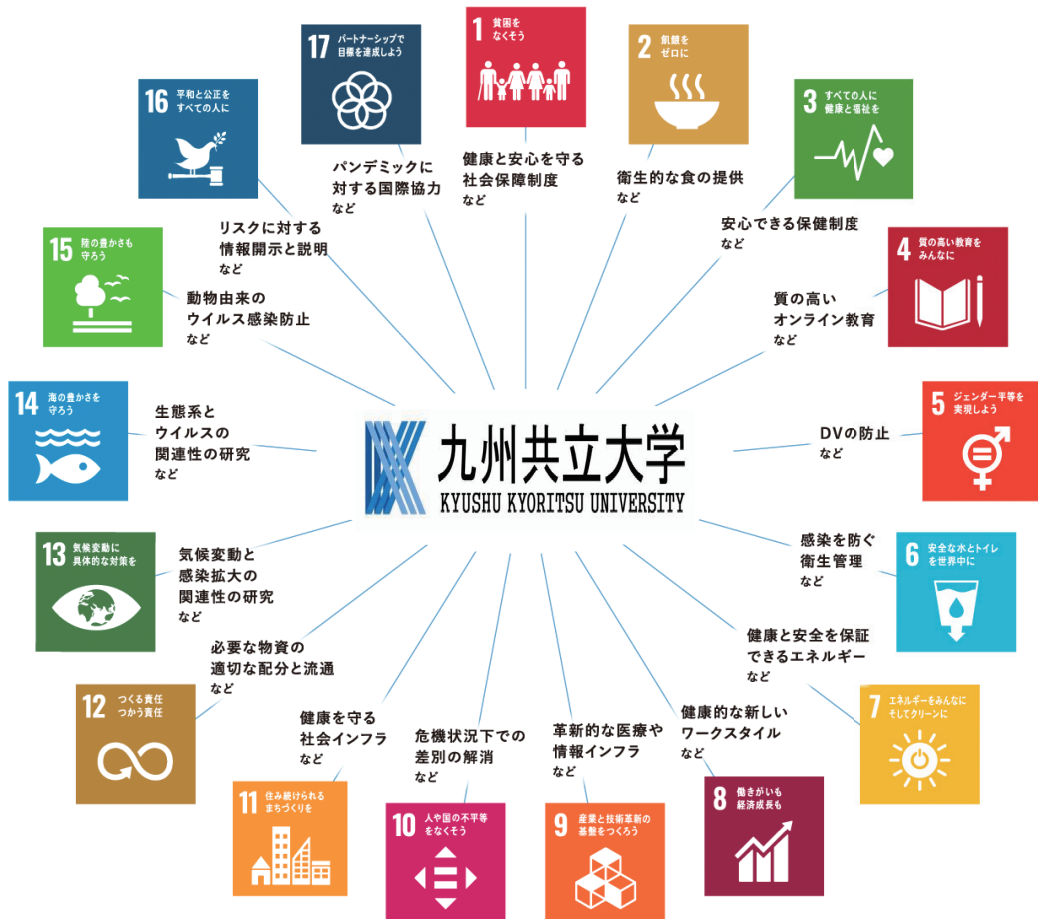 1 貧困を
なくそう
健康と安心を守る
社会保障制度
など
2 飢餓を
ゼロに
衛生的な食の提供
など
3 すべての人に
健康と福祉を
安心できる保健制度
など
4 質の高い教育を
みんなに
質の高い
オンライン教育
など
5 ジェンダー平等を
実現しよう
DVの防止
など
6 安全な水とトイレ
を世界中に
感染を防ぐ
衛生管理
など
7 エネルギーをみんなに
そしてクリーンに
健康と安全を保証
できるエネルギー
など
8 働きがいも
経済成長も
健康的な新しい
ワークスタイル
など
9 産業と技術革新の
基盤をつくろう
革新的な医療や
情報インフラ
など
10 人や国の不平等
をなくそう
危機状況下での
差別の解消
など
11 住み続けられる
まちづくりを
健康を守る
社会インフラ
など
12 つくる責任
つかう責任
必要な物資の
適切な配分と流通
など
13 気候変動に
具体的な対策を
気候変動と
感染拡大の
関連性の研究
など
14 海の豊かさを
守ろう
生態系と
ウイルスの
関連性の研究
など
15 陸の豊かさも
守ろう
動物由来の
ウイルス感染防止
など
16 平和と公正を
すべての人に
リスクに対する
情報開示と説明
など
17 パートナーシップで
目標を達成しよう
パンデミックに
対する国際協力
など
九州共立大学
KYUSHU KYORITSU UNIVERSITY